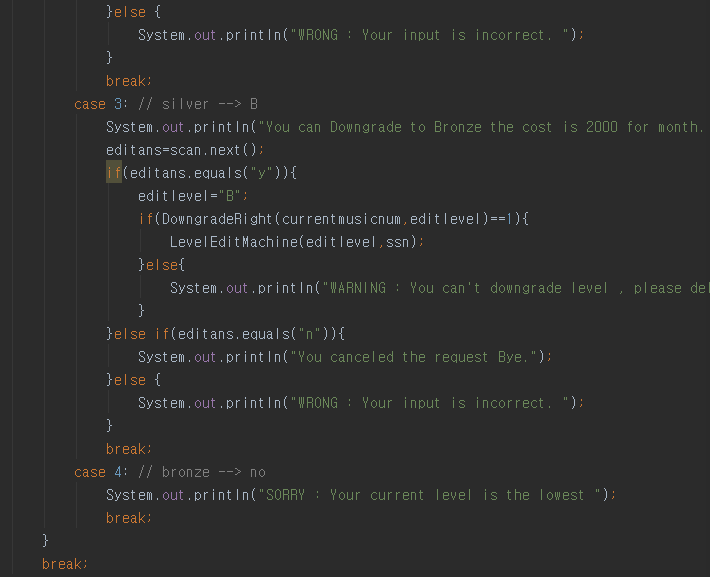 }else {
System.out.println("WRONG : Your input is incorrect. ");
}
break;
case 3: // silver --> B
System.out.println("You can Downgrade to Bronze the cost is 2000 for month.
editans=scan.next();
if(editans.equals("y")){
editlevel="B";
if(DowngradeRight(currentmusicnum,editlevel)==1){
LevelEditMachine(editlevel,ssn);
}else{
System.out.println("WARNING : You can't downgrade level , please
}
}else if(editans.equals("n")){
System.out.println("You canceled the request Bye.");
}else {
System.out.println("WRONG : Your input is incorrect. ");
}
break;
case 4: // bronze --> no
System.out.println("SORRY : Your current level is the lowest ");
break;
}
break;